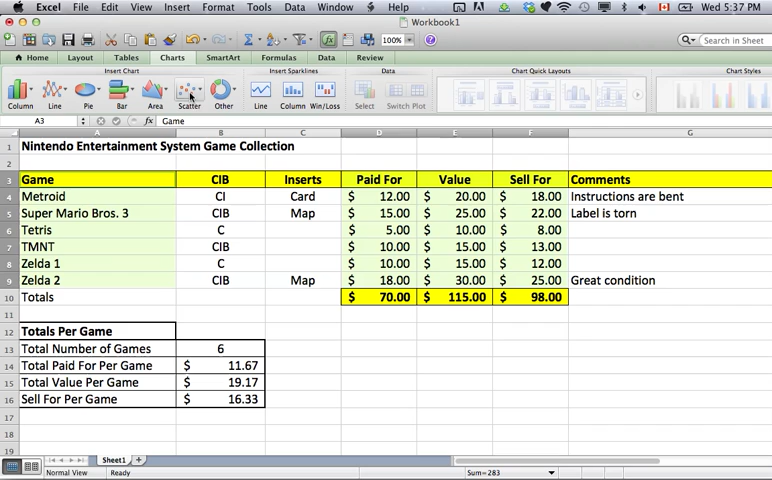 Excel File Edit View Insert Format Tools Data Window Help Wed 5:37 PM
Workbook1
100% Search in Sheet
Home Layout Tables Charts SmartArt Formulas Data Review
Insert Chart Insert Sparklines Data Chart Quick Layouts Chart Styles
Column Line Pie Bar Area Scatter Other Line Column Win/Loss Select Switch Plot
A3 fx Game
A B C D E F G
1 Nintendo Entertainment System Game Collection
2
3 Game CIB Inserts Paid For Value Sell For Comments
4 Metroid CI Card $ 12.00 $ 20.00 $ 18.00 Instructions are bent
5 Super Mario Bros. 3 CIB Map $ 15.00 $ 25.00 $ 22.00 Label is torn
6 Tetris C $ 5.00 $ 10.00 $ 8.00
7 TMNT CIB $ 10.00 $ 15.00 $ 13.00
8 Zelda 1 C $ 10.00 $ 15.00 $ 12.00
9 Zelda 2 CIB Map $ 18.00 $ 30.00 $ 25.00 Great condition
10 Totals $ 70.00 $ 115.00 $ 98.00
11
12 Totals Per Game
13 Total Number of Games 6
14 Total Paid For Per Game $ 11.67
15 Total Value Per Game $ 19.17
16 Sell For Per Game $ 16.33
17
18
19
Sheet1
Normal View Ready Sum=283